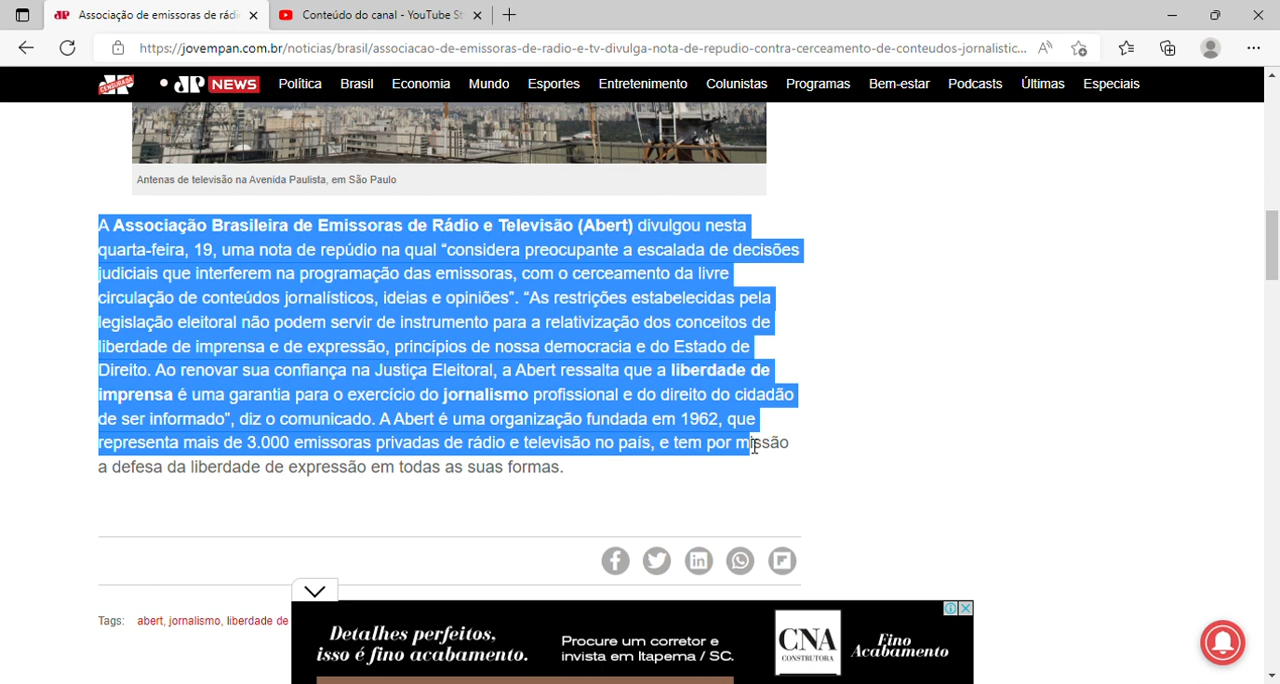 Associação de emissoras de rádi
Conteúdo do canal - YouTube St
https://jovempan.com.br/noticias/brasil/associacao-de-emissoras-de-radio-e-tv-divulga-nota-de-repudio-contra-cerceamento-de-conteudos-jornalistic...
CENSURADA JP NEWS Política Brasil Economia Mundo Esportes Entretenimento Colunistas Programas Bem-estar Podcasts Últimas Especiais
Antenas de televisão na Avenida Paulista, em São Paulo
A Associação Brasileira de Emissoras de Rádio e Televisão (Abert) divulgou nesta
quarta-feira, 19, uma nota de repúdio na qual “considera preocupante a escalada de decisões
judiciais que interferem na programação das emissoras, com o cerceamento da livre
circulação de conteúdos jornalísticos, ideias e opiniões”. “As restrições estabelecidas pela
legislação eleitoral não podem servir de instrumento para a relativização dos conceitos de
liberdade de imprensa e de expressão, princípios de nossa democracia e do Estado de
Direito. Ao renovar sua confiança na Justiça Eleitoral, a Abert ressalta que a liberdade de
imprensa é uma garantia para o exercício do jornalismo profissional e do direito do cidadão
de ser informado”, diz o comunicado. A Abert é uma organização fundada em 1962, que
representa mais de 3.000 emissoras privadas de rádio e televisão no país, e tem por missão
a defesa da liberdade de expressão em todas as suas formas.
Tags: abert, jornalismo, liberdade de
Detalhes perfeitos,
isso é fino acabamento.
Procure um corretor e
invista em Itapema / SC.
CNA
CONSTRUTORA
Fino
Acabamento